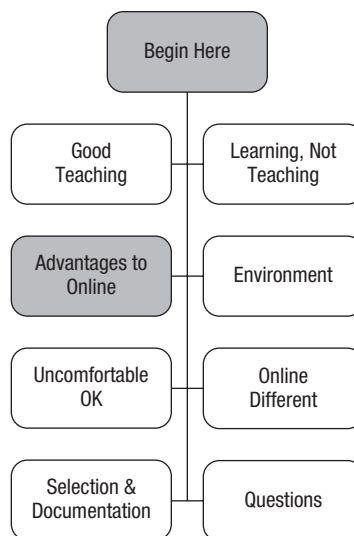 Begin Here
Good
Teaching
Learning, Not
Teaching
Advantages to
Online
Environment
Uncomfortable
OK
Online
Different
Selection &
Documentation
Questions